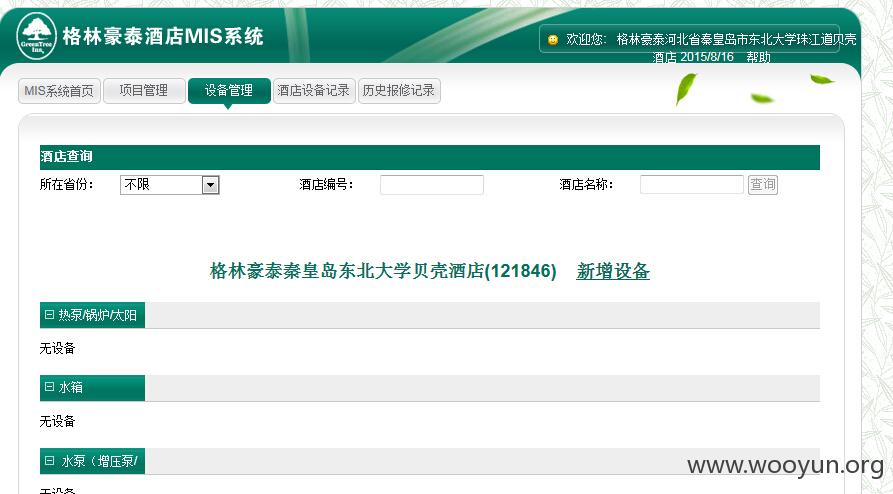 GreenTree Inn
格林豪泰酒店MIS系统
欢迎您： 格林豪泰河北省秦皇岛市东北大学珠江道贝壳
酒店 2015/8/16 帮助
MIS系统首页 项目管理 设备管理 酒店设备记录 历史报修记录
酒店查询
所在省份： 不限 酒店编号： 酒店名称： 查询
格林豪泰秦皇岛东北大学贝壳酒店(121846) 新增设备
热泵/锅炉/太阳
无设备
水箱
无设备
水泵（增压泵/
无设备
www.wooyun.org